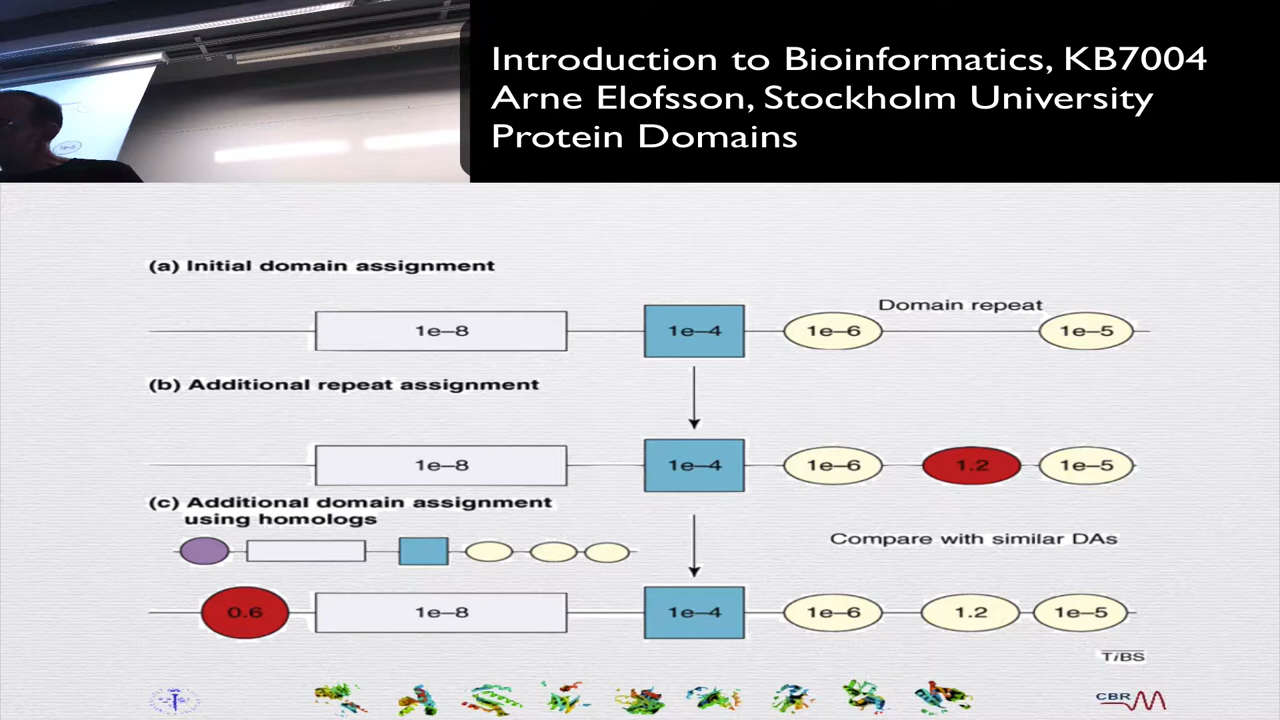 Introduction to Bioinformatics, KB7004
Arne Elofsson, Stockholm University
Protein Domains
(a) Initial domain assignment
Domain repeat
1e–8 1e–4 1e–6 1e–5
(b) Additional repeat assignment
1e–8 1e–4 1e–6 1.2 1e–5
(c) Additional domain assignment
using homologs
Compare with similar DAs
0.6 1e–8 1e–4 1e–6 1.2 1e–5
TiBS
CBR